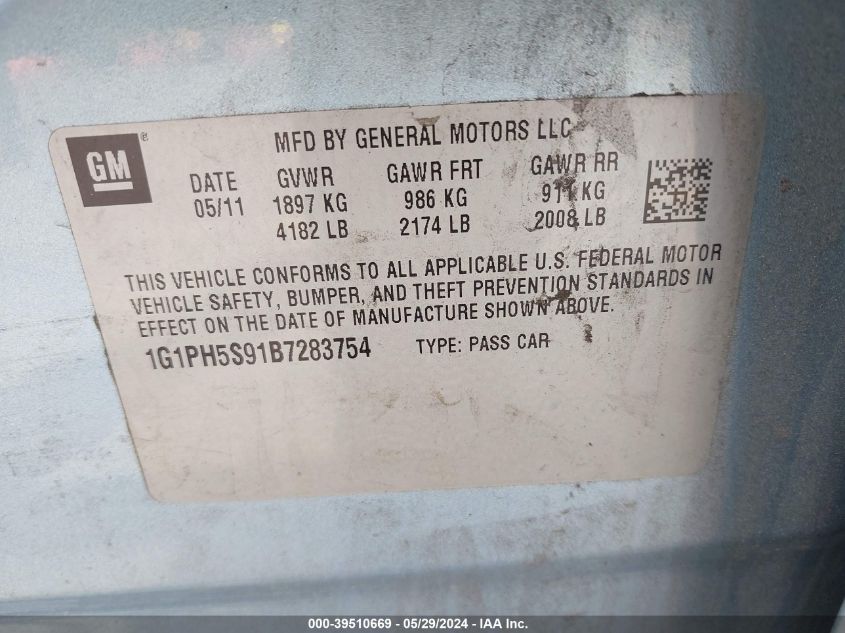 GM ®
MFD BY GENERAL MOTORS LLC
DATE GVWR GAWR FRT GAWR RR
05/11 1897 KG 986 KG 911 KG
4182 LB 2174 LB 2008 LB
THIS VEHICLE CONFORMS TO ALL APPLICABLE U.S. FEDERAL MOTOR
VEHICLE SAFETY, BUMPER, AND THEFT PREVENTION STANDARDS IN
EFFECT ON THE DATE OF MANUFACTURE SHOWN ABOVE.
1G1PH5S91B7283754 TYPE: PASS CAR
000-39510669 - 05/29/2024 - IAA Inc.